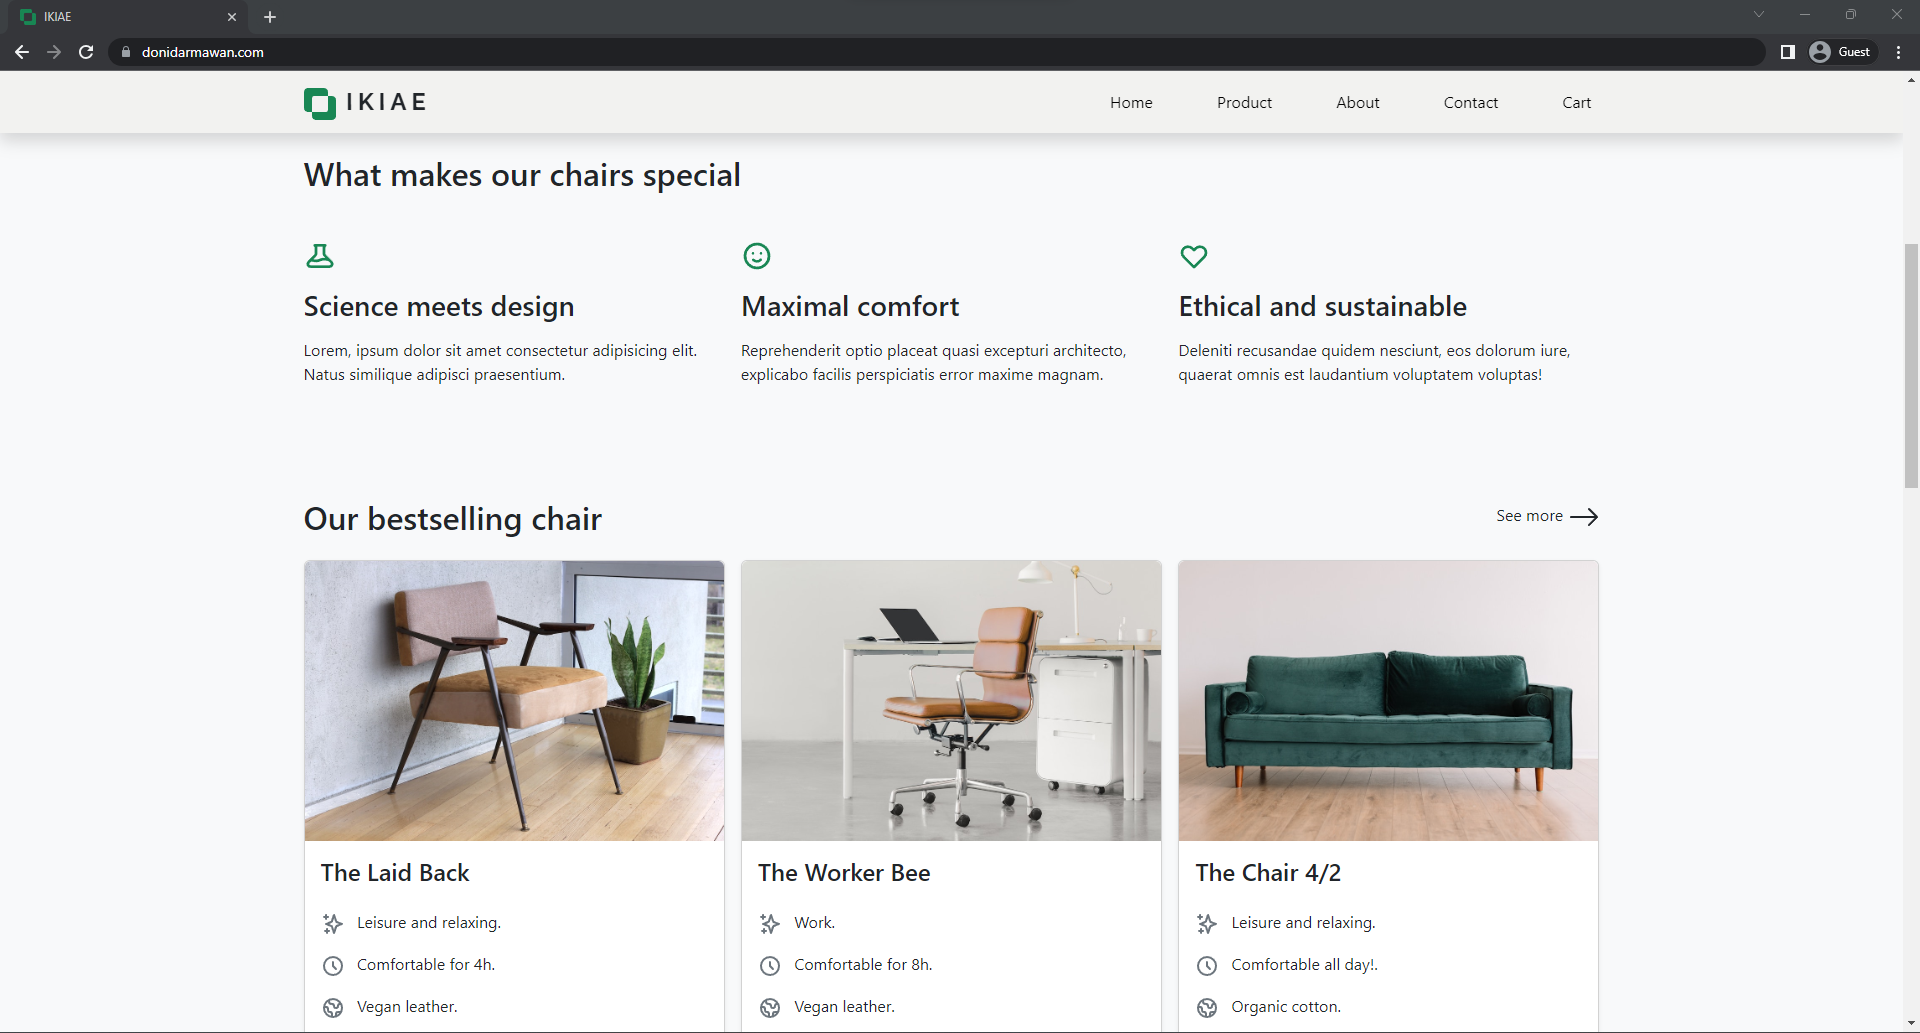 IKIAE
donidarmawan.com
Guest
IKIAE
Home
Product
About
Contact
Cart
What makes our chairs special
Science meets design
Lorem, ipsum dolor sit amet consectetur adipisicing elit.
Natus similique adipisci praesentium.
Maximal comfort
Reprehenderit optio placeat quasi excepturi architecto,
explicabo facilis perspiciatis error maxime magnam.
Ethical and sustainable
Deleniti recusandae quidem nesciunt, eos dolorum iure,
quaerat omnis est laudantium voluptatem voluptas!
Our bestselling chair
See more
The Laid Back
Leisure and relaxing.
Comfortable for 4h.
Vegan leather.
The Worker Bee
Work.
Comfortable for 8h.
Vegan leather.
The Chair 4/2
Leisure and relaxing.
Comfortable all day!.
Organic cotton.